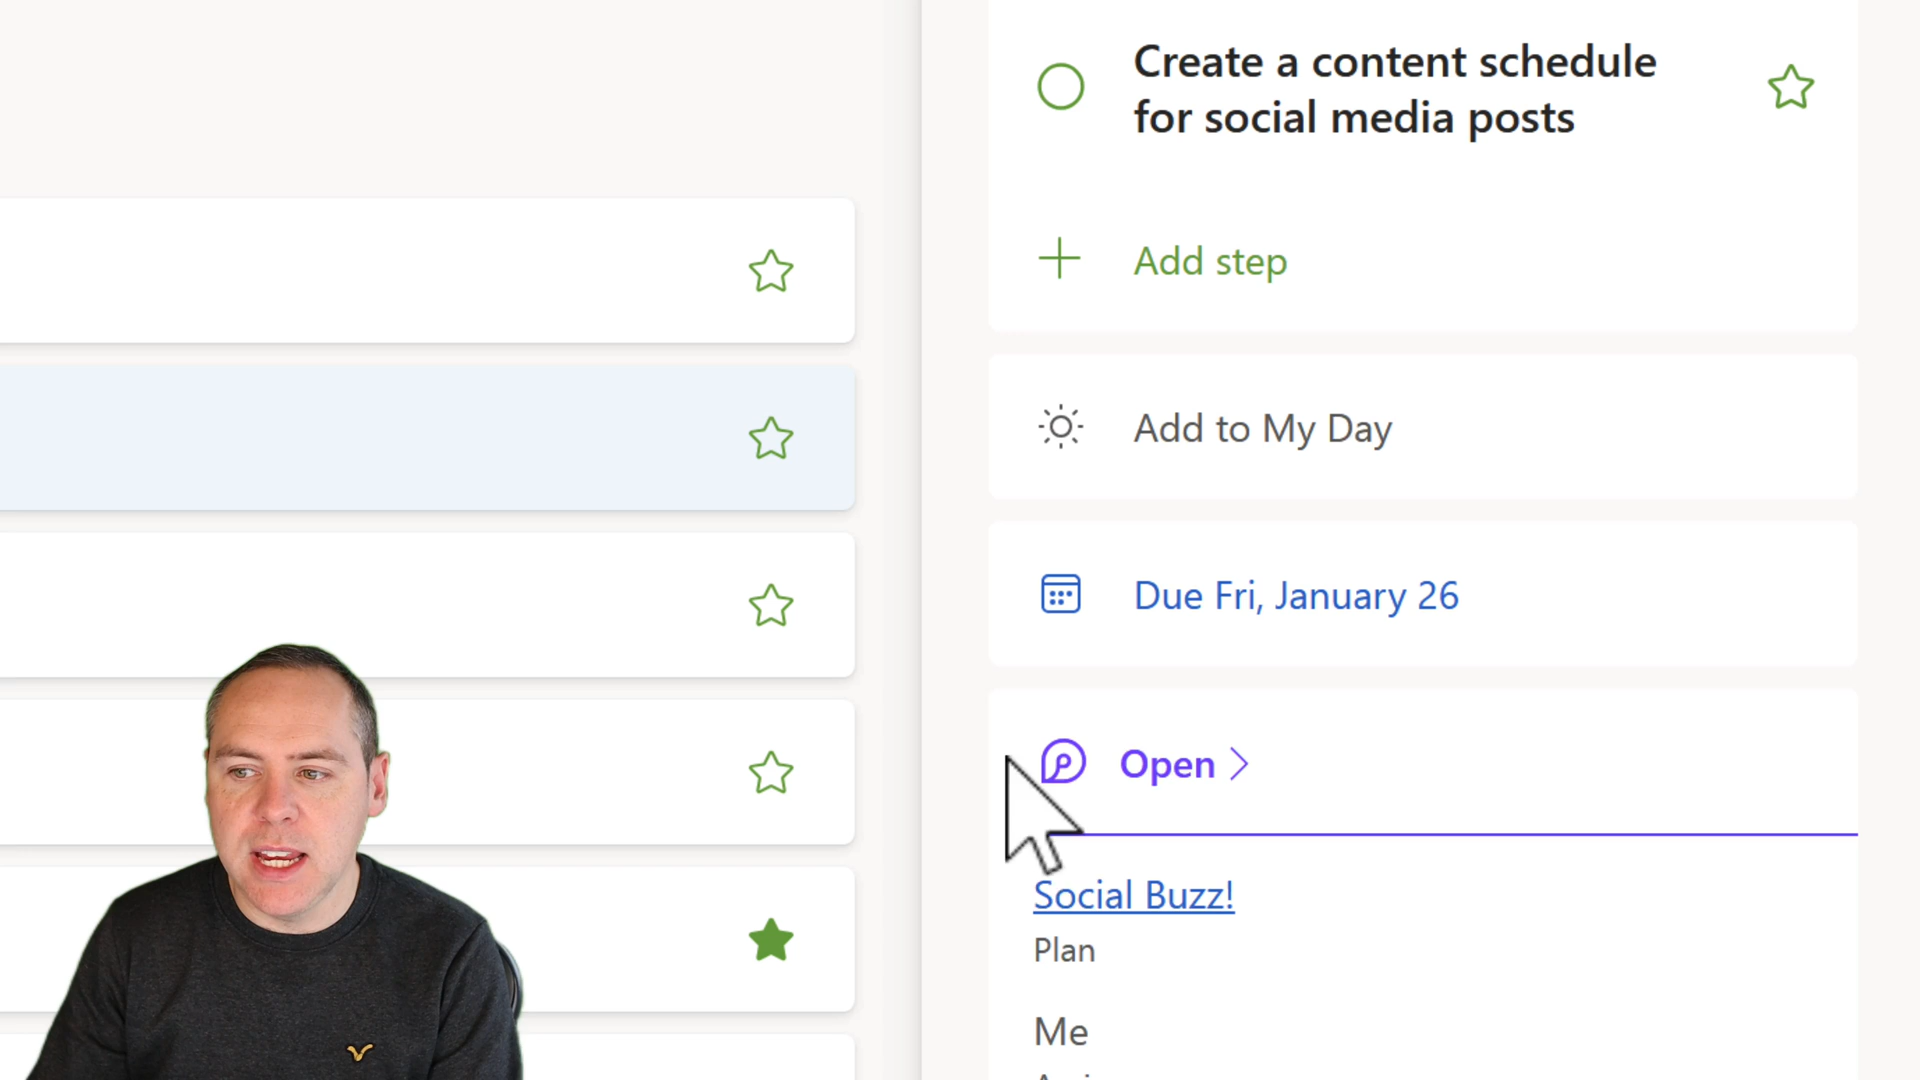 Create a content schedule
for social media posts
Add step
Add to My Day
Due Fri, January 26
Open
Social Buzz!
Plan
Me